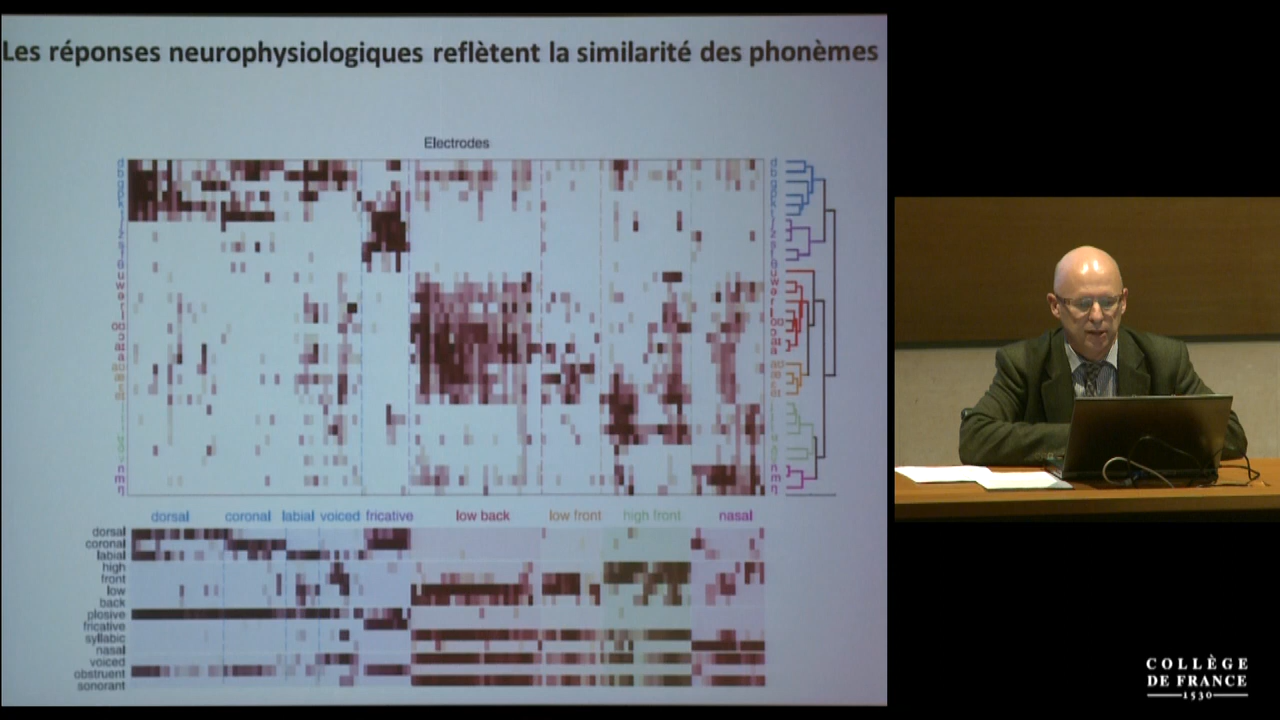 Les réponses neurophysiologiques reflètent la similarité des phonèmes
Electrodes
dorsal coronal labial voiced fricative low back low front high front nasal
dorsal
coronal
labial
high
front
low
back
plosive
fricative
syllabic
nasal
voiced
obstruent
sonorant
COLLÈGE
DE FRANCE
1530